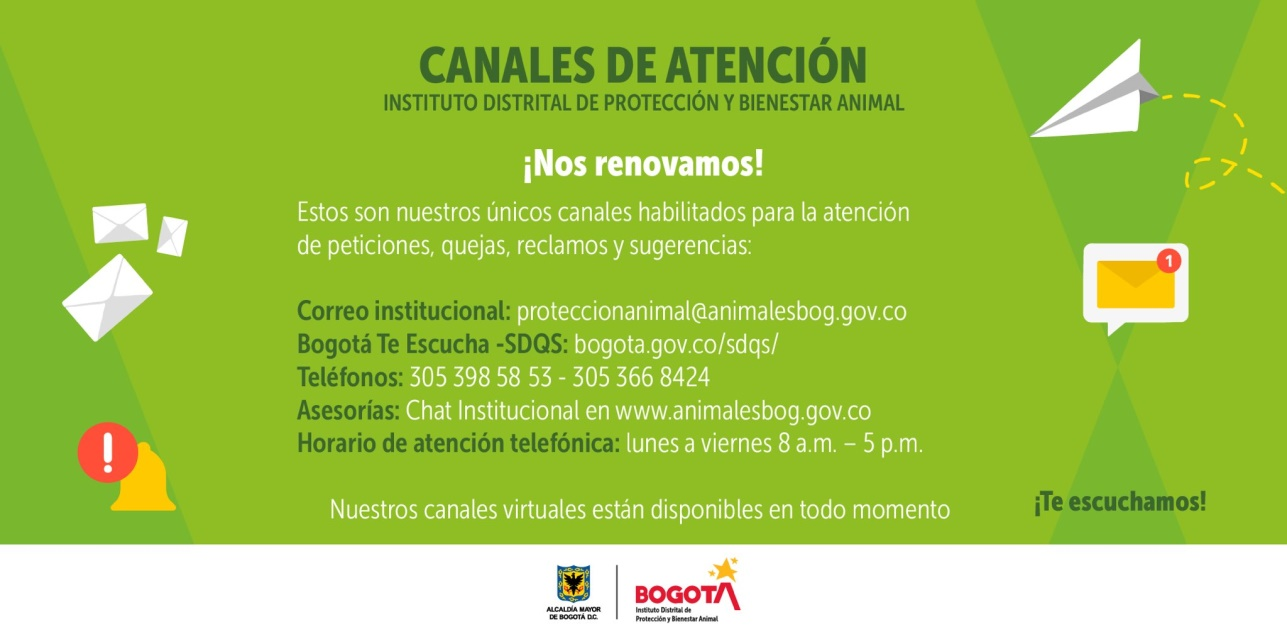 CANALES DE ATENCIÓN
INSTITUTO DISTRITAL DE PROTECCIÓN Y BIENESTAR ANIMAL
¡Nos renovamos!
Estos son nuestros únicos canales habilitados para la atención
de peticiones, quejas, reclamos y sugerencias:
Correo institucional: proteccionanimal@animalesbog.gov.co
Bogotá Te Escucha -SDQS: bogota.gov.co/sdqs/
Teléfonos: 305 398 58 53 - 305 366 8424
Asesorías: Chat Institucional en www.animalesbog.gov.co
Horario de atención telefónica: lunes a viernes 8 a.m. – 5 p.m.
Nuestros canales virtuales están disponibles en todo momento
1
!
¡Te escuchamos!
ALCALDÍA MAYOR
DE BOGOTÁ D.C.
BOGOTÁ
Instituto Distrital de
Protección y Bienestar Animal